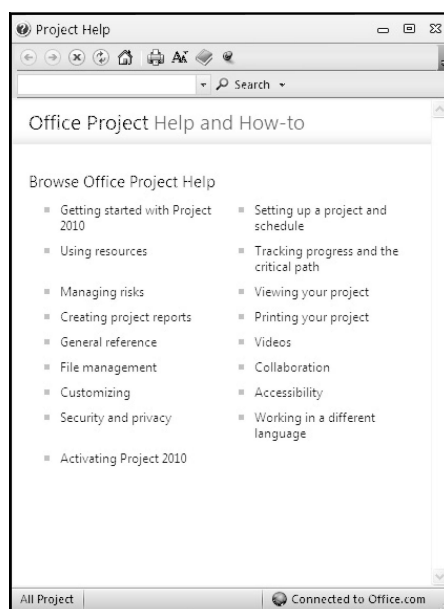 Project Help
Search
Office Project Help and How-to
Browse Office Project Help
Getting started with Project
2010
Using resources
Managing risks
Creating project reports
General reference
File management
Customizing
Security and privacy
Activating Project 2010
Setting up a project and
schedule
Tracking progress and the
critical path
Viewing your project
Printing your project
Videos
Collaboration
Accessibility
Working in a different
language
All Project
Connected to Office.com